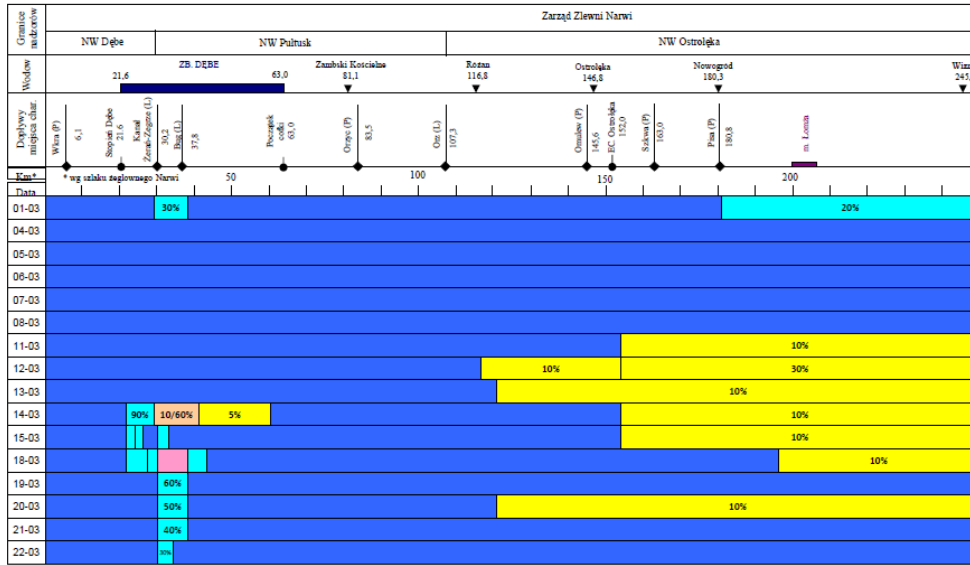 Granice nadzorów
Zarząd Zlewni Narwi
NW Dębe
NW Pułtusk
NW Ostrołęka
Wodow
ZB. DĘBE
21,6
63,0
Zambski Kościelne
81,1
Różan
116,8
Ostrołęka
146,8
Nowogród
180,3
245,
Dopływy miejsca char.
Wkra (P)
6,1
Stopień Dębe
21.6
Kanał Żerań-Zegrze (L)
30,2
Bug (L)
37,8
Początek cofki
63,0
Orzyc (P)
83,5
Orz (L)
107,3
Omulew (P)
145,6
EC. Ostrołęka
152,0
Szkwa (P)
163,0
Pisa (P)
180,8
m. Łomża
Km*
* wg szlaku żeglownego Narwi
50
100
150
200
Data
01-03
30%
20%
04-03
05-03
06-03
07-03
08-03
11-03
10%
12-03
10%
30%
13-03
10%
14-03
90%
10/60%
5%
10%
15-03
10%
18-03
10%
19-03
60%
20-03
50%
10%
21-03
40%
22-03
30%